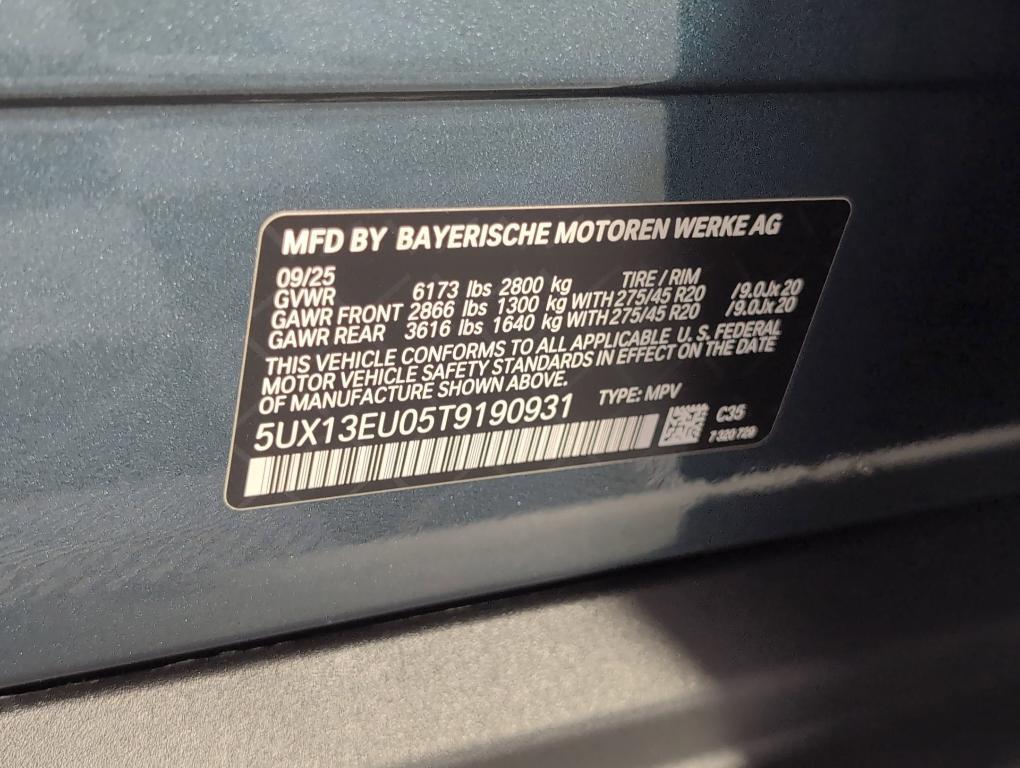 MFD BY BAYERISCHE MOTOREN WERKE AG
09/25 TIRE / RIM
GVWR 6173 lbs 2800 kg
GAWR FRONT 2866 lbs 1300 kg WITH 275/45 R20 /9.0Jx20
GAWR REAR 3616 lbs 1640 kg WITH 275/45 R20 /9.0Jx20
THIS VEHICLE CONFORMS TO ALL APPLICABLE U.S. FEDERAL
MOTOR VEHICLE SAFETY STANDARDS IN EFFECT ON THE DATE
OF MANUFACTURE SHOWN ABOVE.
5UX13EU05T9190931 TYPE: MPV
C35
7 320 729